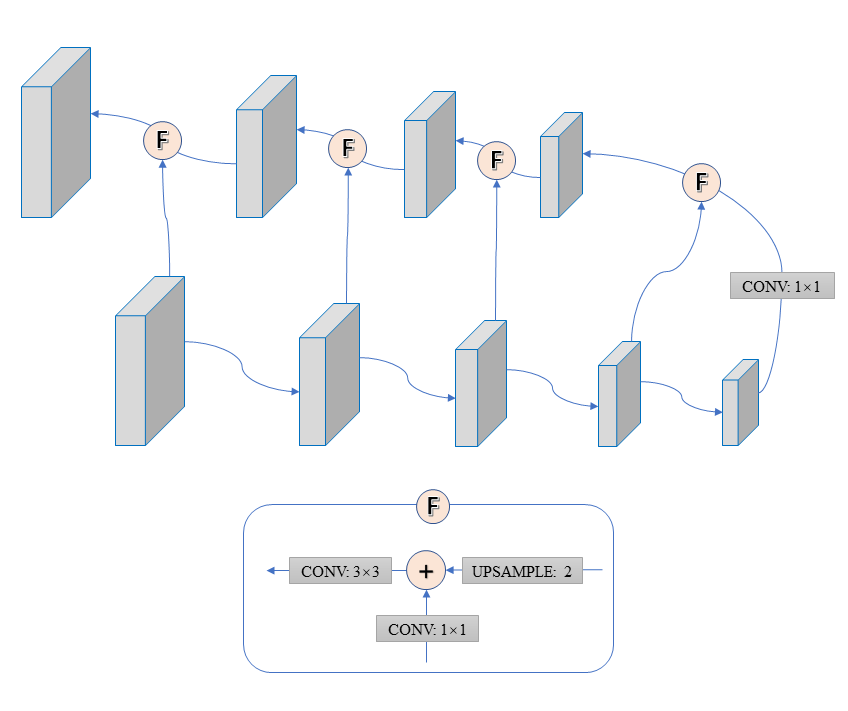 F
F
F
F
CONV: 1×1
F
CONV: 3×3
+
UPSAMPLE: 2
CONV: 1×1